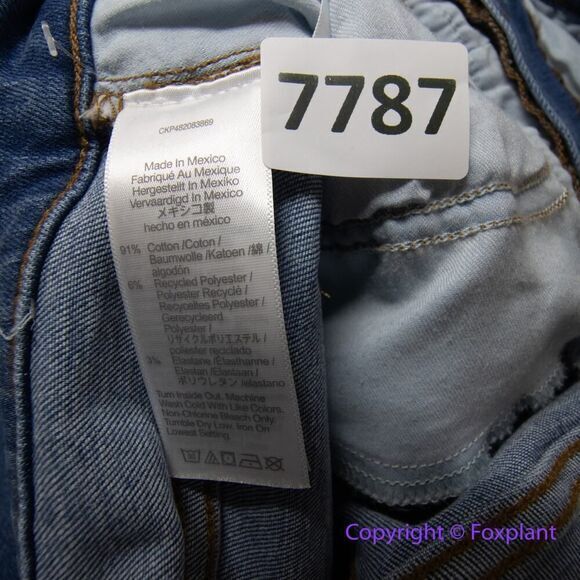 7787
CKP482083869
Made In Mexico
Fabriqué Au Mexique
Hergestellt In Mexiko
Vervaardigd In Mexico
メキシコ製
hecho en méxico
91% Cotton /Coton /
Baumwolle /Katoen /綿 /
algodón
6% Recycled Polyester /
Polyester Recyclé /
Recyceltes Polyester /
Gerecycleerd
Polyester /
リサイクルポリエステル /
poliester reciclado
3% Elastane /Élasthanne /
Elastan /Elastaan /
ポリウレタン /elastano
Turn Inside Out. Machine
Wash Cold With Like Colors.
Non-Chlorine Bleach Only.
Tumble Dry Low. Iron On
Lowest Setting.
Copyright © Foxplant